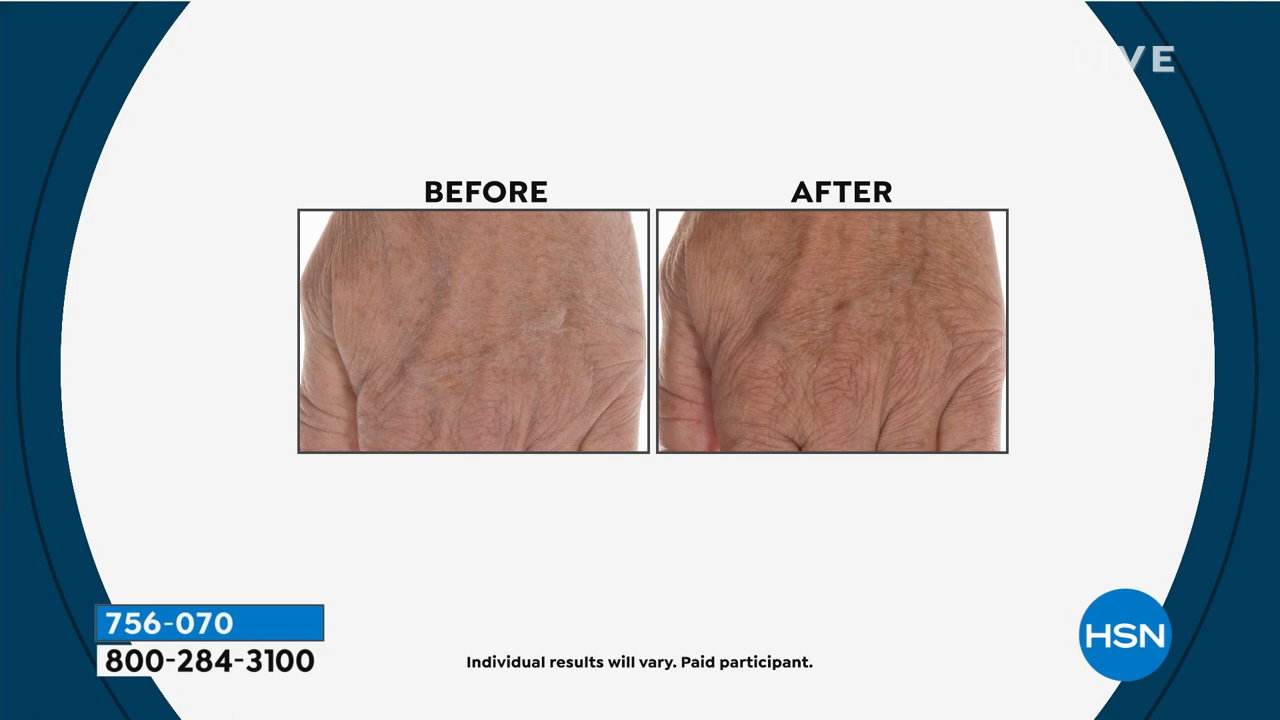 LIVE
BEFORE
AFTER
756-070
800-284-3100
Individual results will vary. Paid participant.
HSN